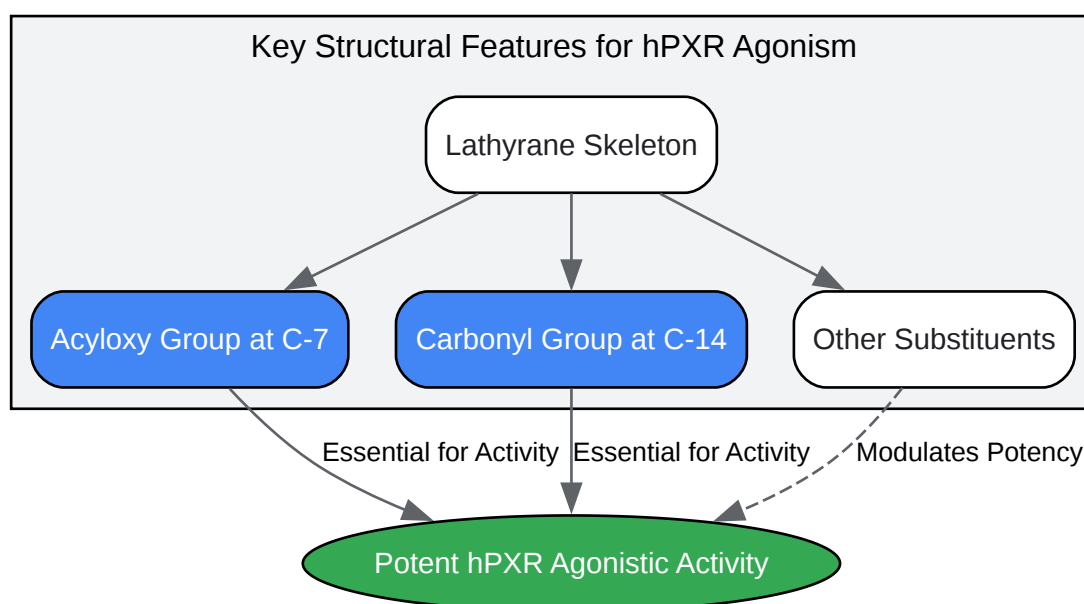 Key Structural Features for hPXR Agonism
Lathyrane Skeleton
Acyloxy Group at C-7
Carbonyl Group at C-14
Other Substituents
Essential for Activity
Essential for Activity
Modulates Potency
Potent hPXR Agonistic Activity